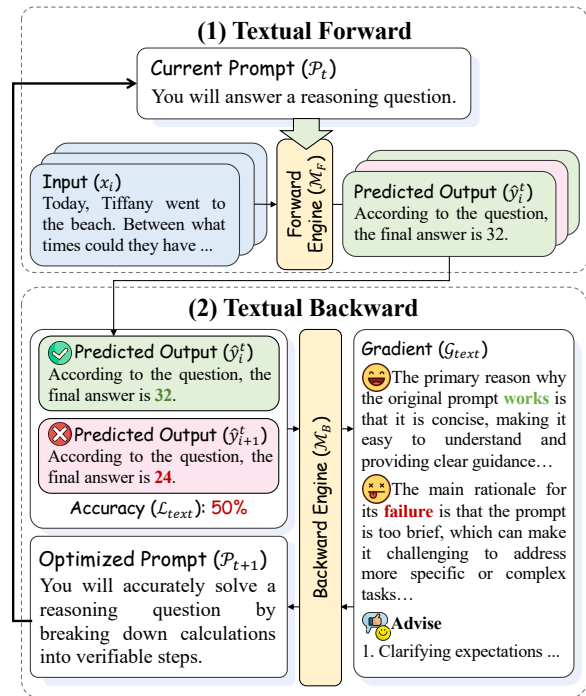 (1) Textual Forward
Current Prompt (𝒫ₜ)
You will answer a reasoning question.
Input (xᵢ)
Today, Tiffany went to the beach. Between what times could they have ...
Forward Engine (ℳ_F)
Predicted Output (ŷᵢᵗ)
According to the question, the final answer is 32.
(2) Textual Backward
Predicted Output (ŷᵢᵗ)
According to the question, the
final answer is 32.
Predicted Output (ŷᵢ₊₁ᵗ)
According to the question, the
final answer is 24.
Accuracy (ℒ_text): 50%
Optimized Prompt (𝒫ₜ₊₁)
You will accurately solve a
reasoning question by
breaking down calculations
into verifiable steps.
Backward Engine (ℳ_B)
Gradient (𝒢_text)
The primary reason why
the original prompt works is
that it is concise, making it
easy to understand and
providing clear guidance…
The main rationale for
its failure is that the prompt
is too brief, which can make
it challenging to address
more specific or complex
tasks…
Advise
1. Clarifying expectations ...